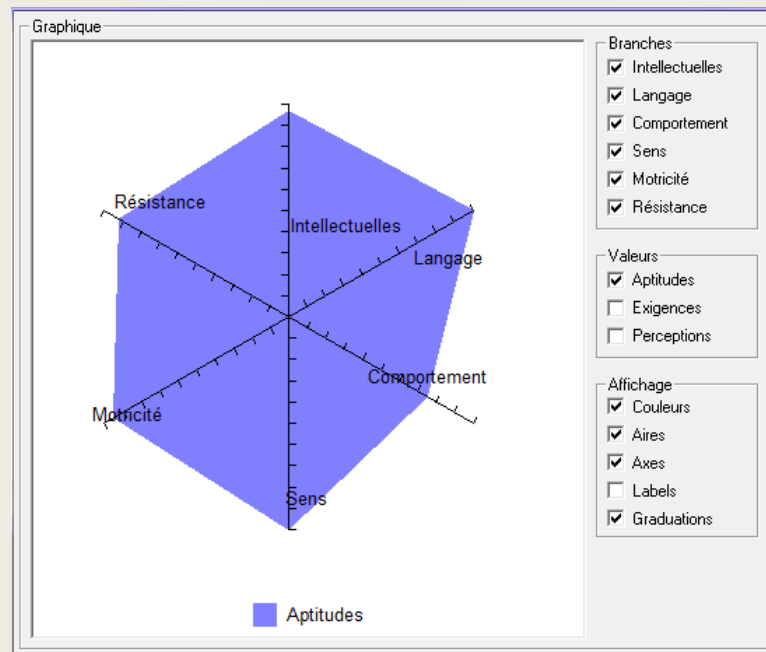 Graphique
Résistance
Intellectuelles
Langage
Comportement
Motricité
Sens
Aptitudes
Branches
Intellectuelles
Langage
Comportement
Sens
Motricité
Résistance
Valeurs
Aptitudes
Exigences
Perceptions
Affichage
Couleurs
Aires
Axes
Labels
Graduations